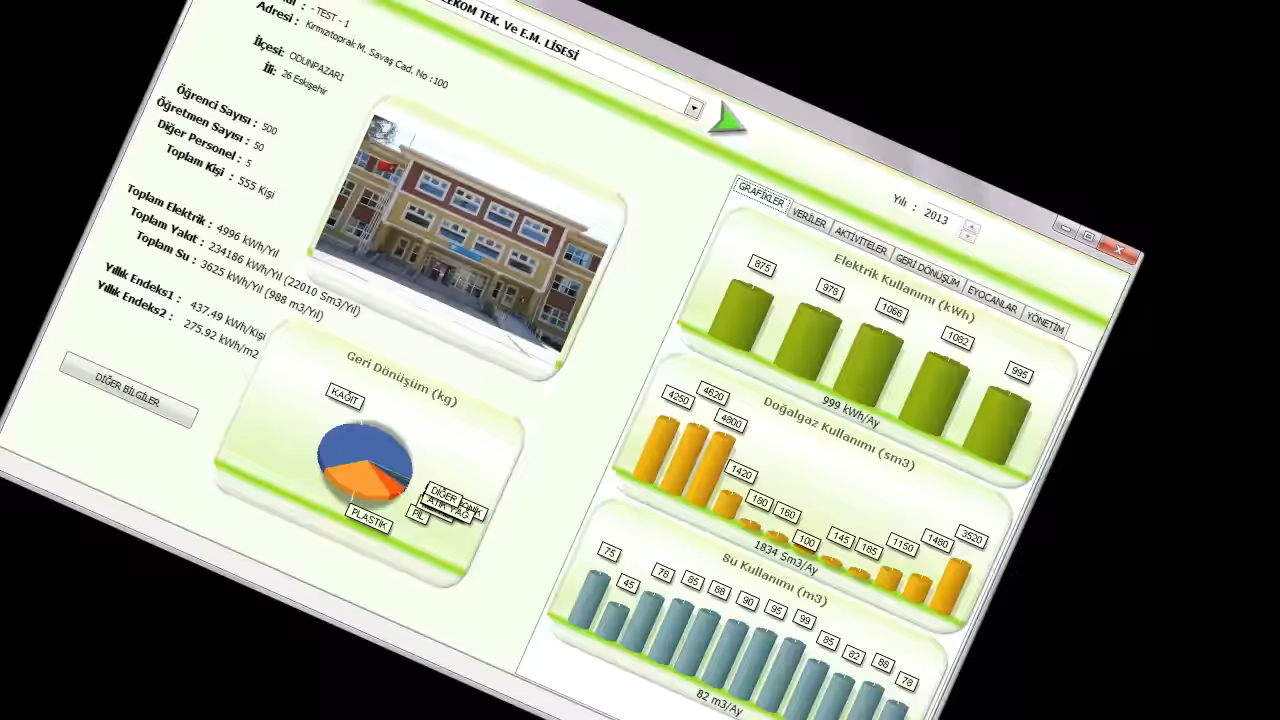 - TEST - 1
Adresi : Kırmızıtoprak M. Savaş Cad. No :100
TEK. Ve E.M. LİSESİ
İlçesi: ODUNPAZARI
İli: 26 Eskişehir
Öğrenci Sayısı : 500
Öğretmen Sayısı : 50
Diğer Personel : 5
Toplam Kişi : 555 Kişi
Toplam Elektrik : 4996 kWh/Yıl
Toplam Yakıt : 234186 kWh/Yıl (22010 Sm3/Yıl)
Toplam Su : 3625 kWh/Yıl (988 m3/Yıl)
Yıllık Endeks1 : 437.49 kWh/Kişi
Yıllık Endeks2 : 275.92 kWh/m2
DİĞER BİLGİLER
Geri Dönüşüm (kg)
KAĞIT
PLASTİK
PİL
DİĞER
ATIK YAĞ
Yılı : 2013
GRAFİKLER VERİLER AKTİVİTELER GERİ DÖNÜŞÜM EYOCANLAR YÖNETİM
Elektrik Kullanımı (kWh)
875 978 1066 1082 995
999 kWh/Ay
Doğalgaz Kullanımı (sm3)
4250 4620 4800 1420 180 160 100 145 185 1150 1480 3520
1834 Sm3/Ay
Su Kullanımı (m3)
75 45 78 85 88 90 95 99 85 82 88 78
82 m3/Ay